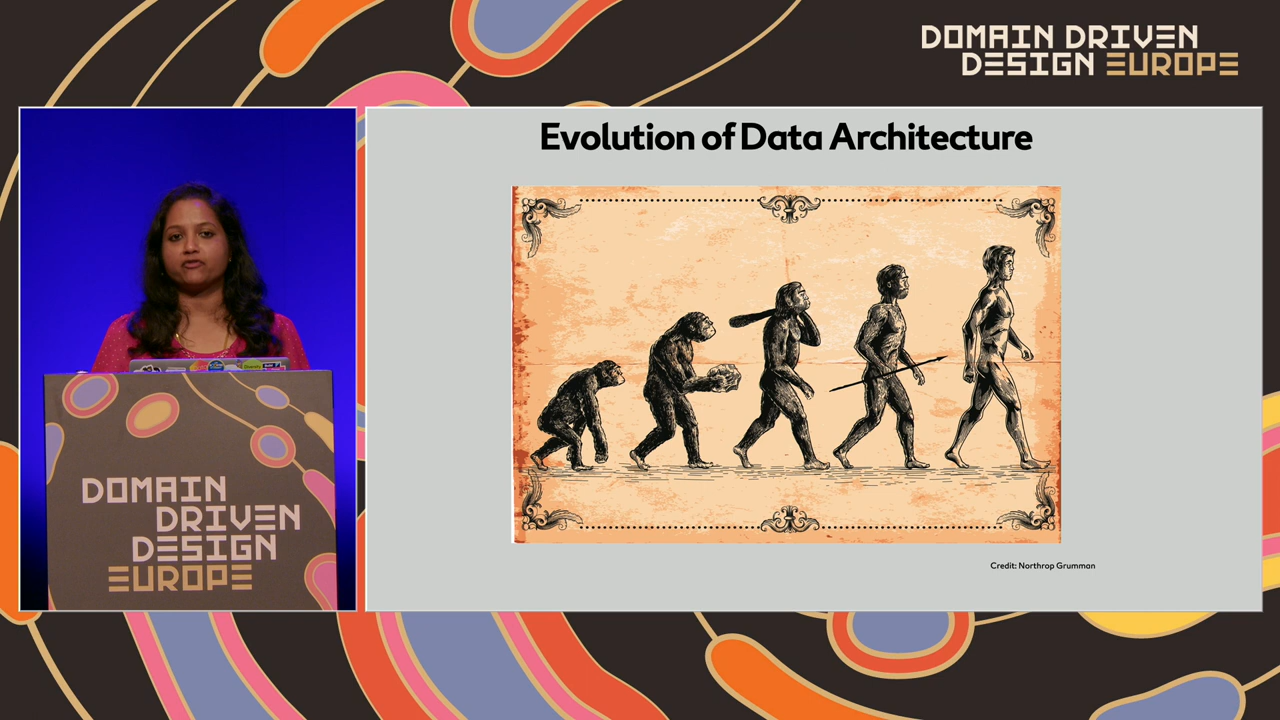 DOMAIN DRIVEN
DESIGN EUROPE
Evolution of Data Architecture
Credit: Northrop Grumman
DOMAIN
DRIVEN
DESIGN
EUROPE